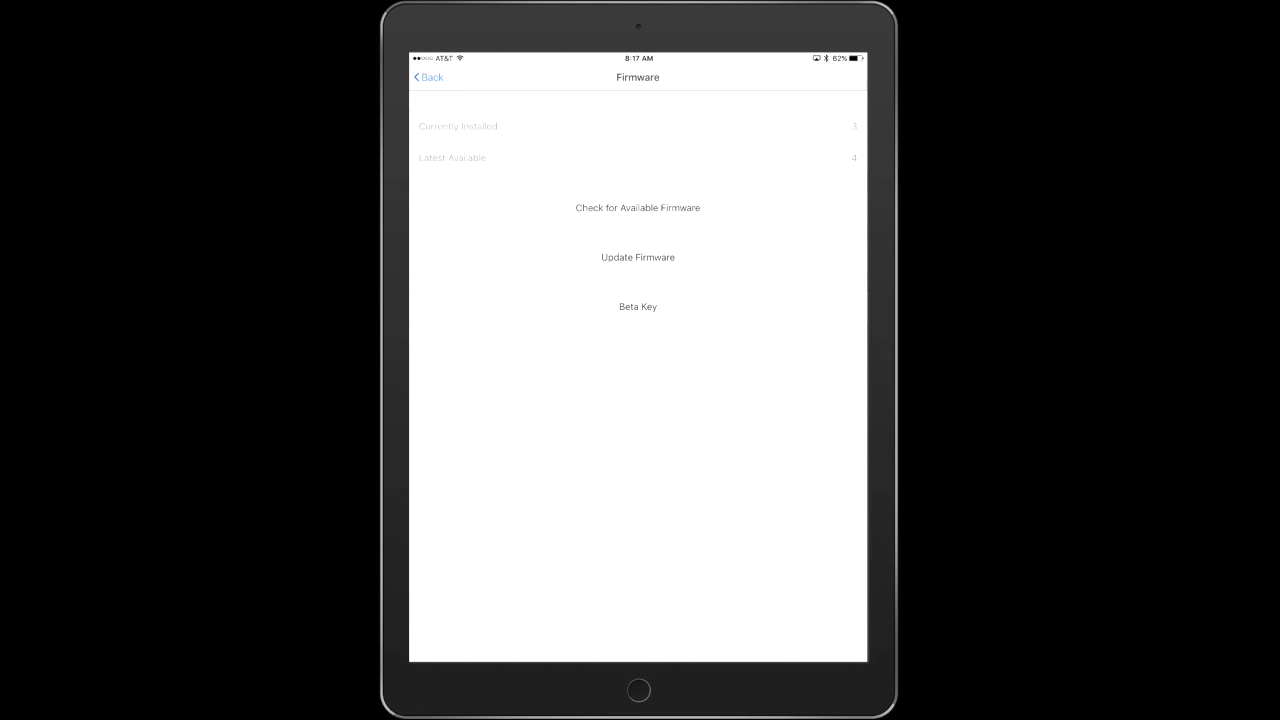 AT&T 8:17 AM 62%
Back Firmware
Currently Installed 3
Latest Available 4
Check for Available Firmware
Update Firmware
Beta Key